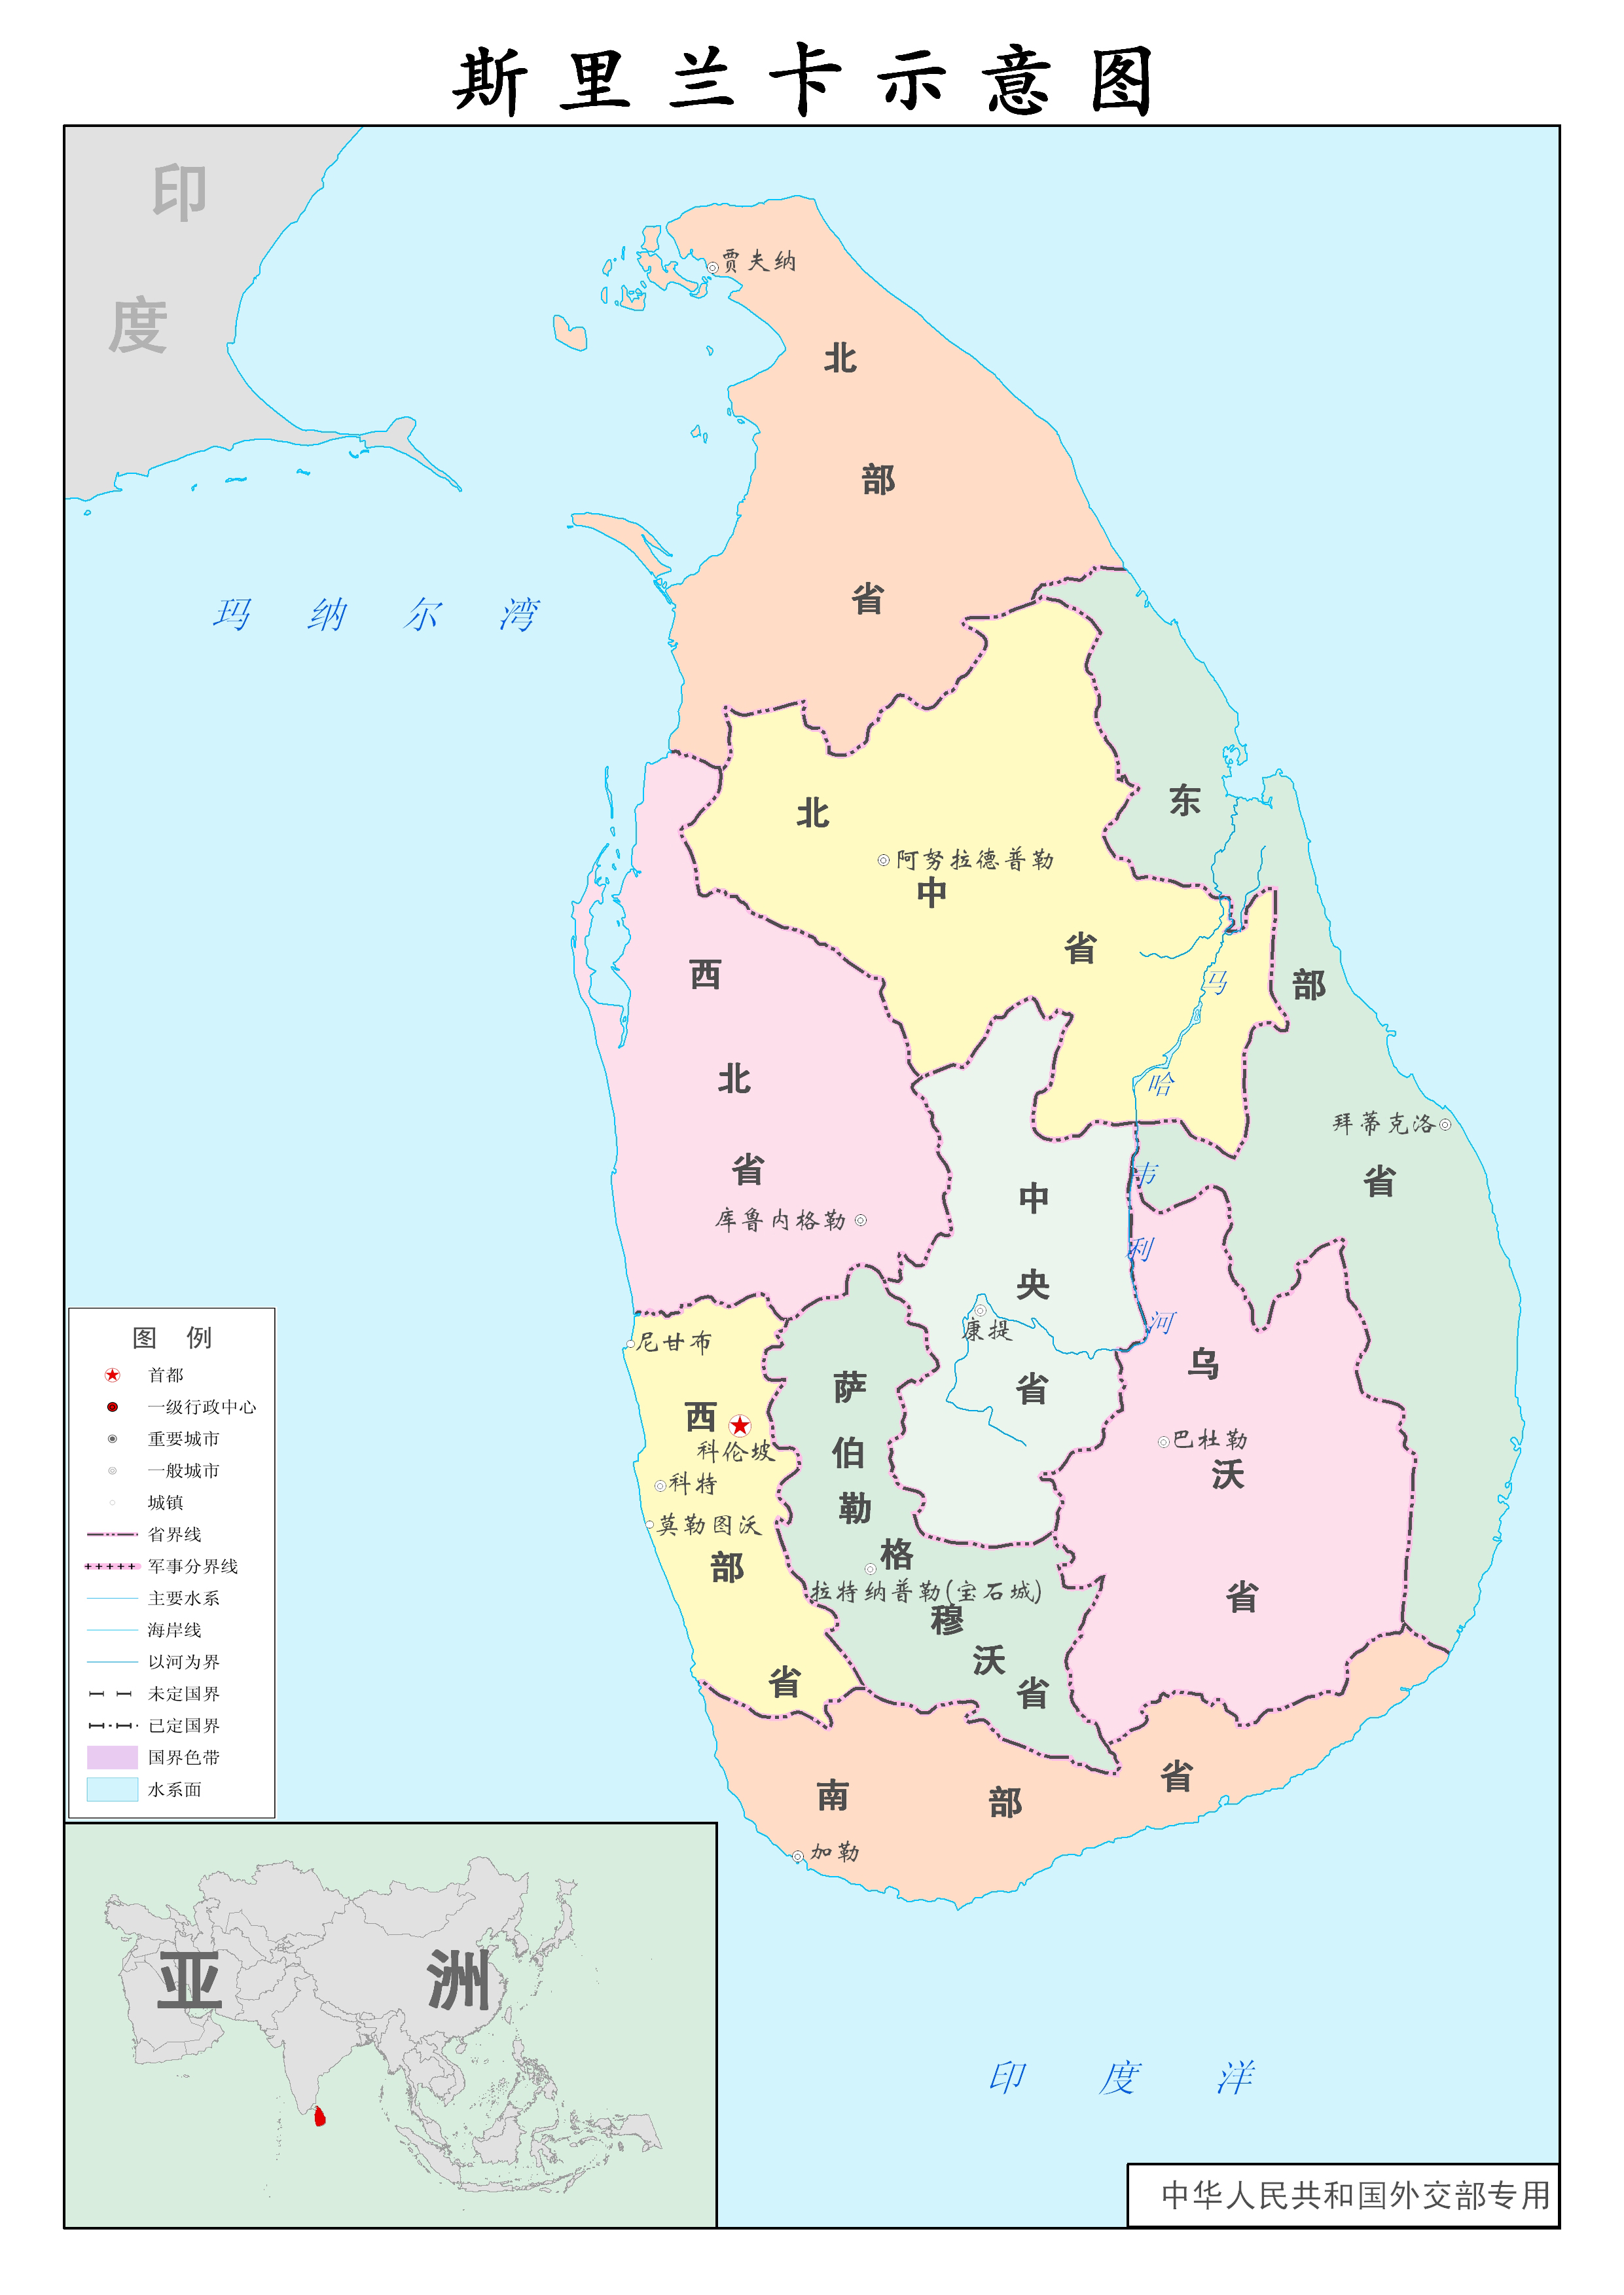 斯里兰卡示意图
印
度
贾夫纳
北
部
省
玛纳尔湾
东
部
省
北
中
省
阿努拉德普勒
马
哈
韦
利
河
西
北
省
库鲁内格勒
拜蒂克洛
中
央
省
康提
尼甘布
西
部
省
科伦坡
科特
莫勒图沃
萨
伯
勒
格
穆
沃
省
拉特纳普勒(宝石城)
乌
沃
省
巴杜勒
南
部
省
加勒
图 例
首都
一级行政中心
重要城市
一般城市
城镇
省界线
军事分界线
主要水系
海岸线
以河为界
未定国界
已定国界
国界色带
水系面
亚洲
印度洋
中华人民共和国外交部专用